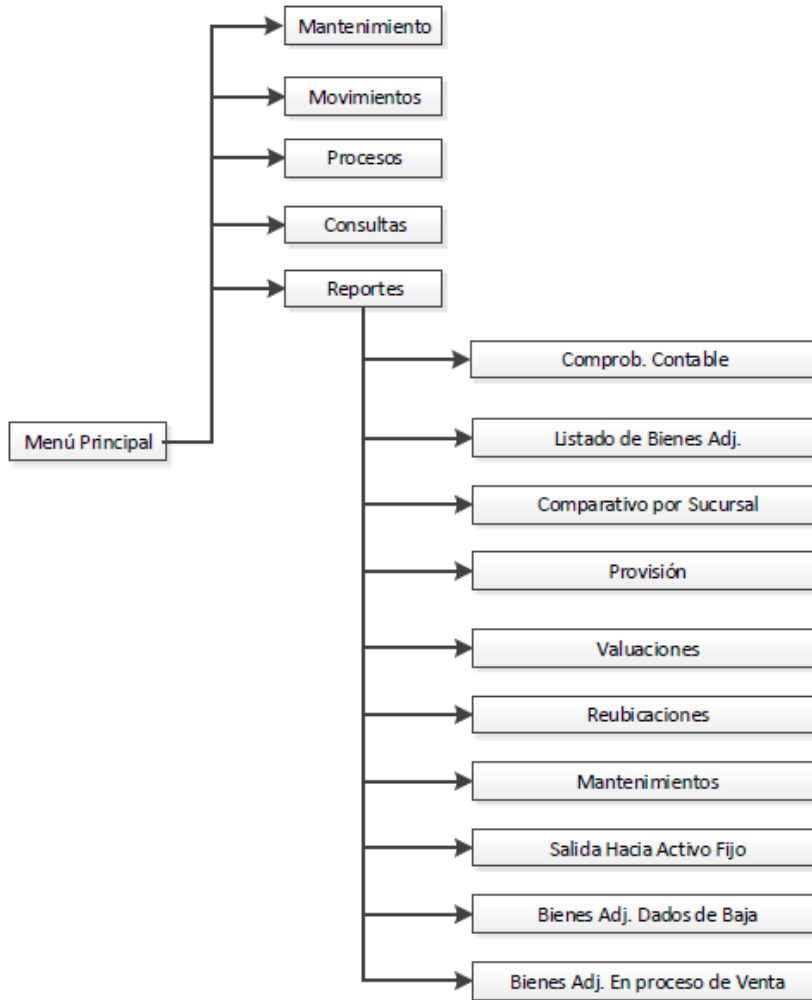 Mantenimiento
Movimientos
Procesos
Consultas
Reportes
Comprob. Contable
Menú Principal
Listado de Bienes Adj.
Comparativo por Sucursal
Provisión
Valuaciones
Reubicaciones
Mantenimientos
Salida Hacia Activo Fijo
Bienes Adj. Dados de Baja
Bienes Adj. En proceso de Venta